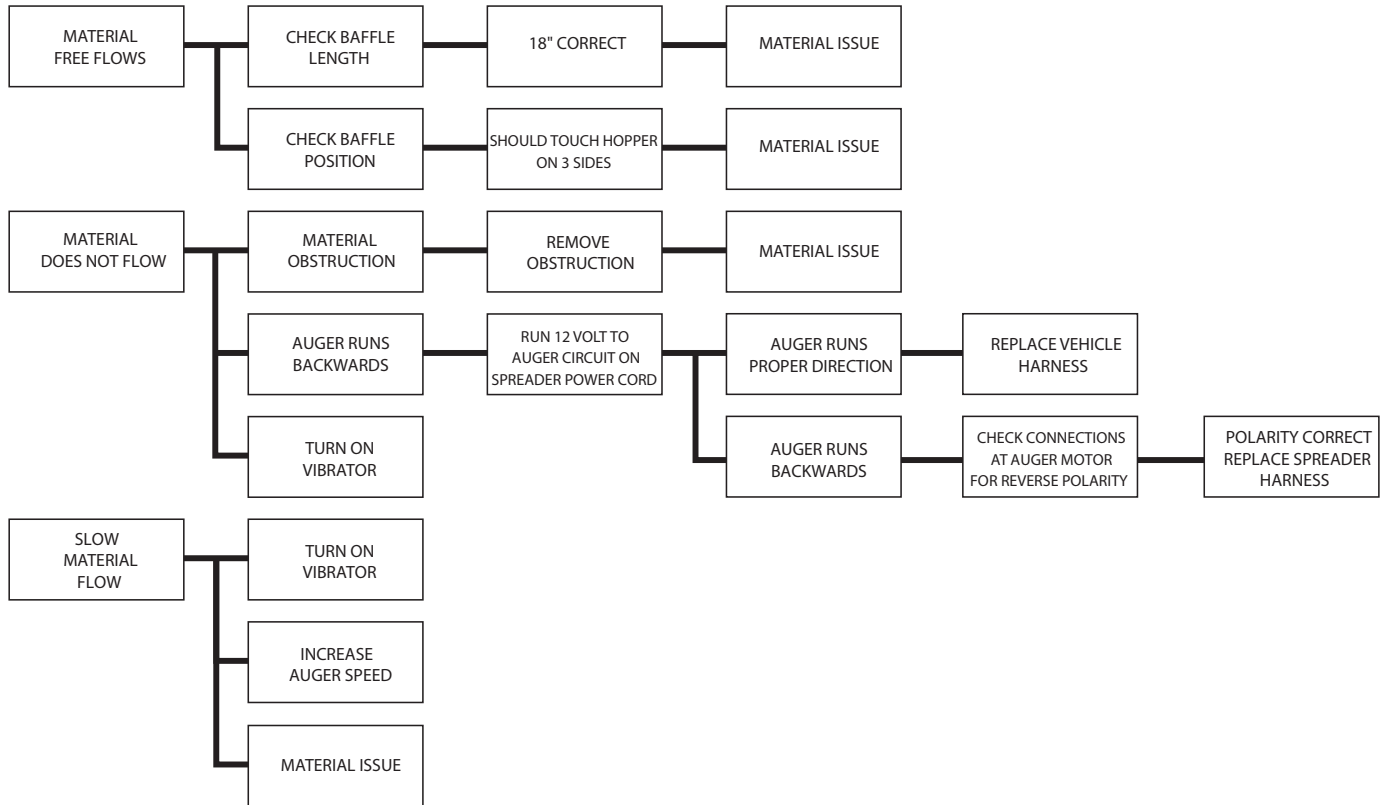 MATERIAL
FREE FLOWS
CHECK BAFFLE
LENGTH
18" CORRECT
MATERIAL ISSUE
CHECK BAFFLE
POSITION
SHOULD TOUCH HOPPER
ON 3 SIDES
MATERIAL ISSUE
MATERIAL
DOES NOT FLOW
MATERIAL
OBSTRUCTION
REMOVE
OBSTRUCTION
MATERIAL ISSUE
AUGER RUNS
BACKWARDS
RUN 12 VOLT TO
AUGER CIRCUIT ON
SPREADER POWER CORD
AUGER RUNS
PROPER DIRECTION
REPLACE VEHICLE
HARNESS
TURN ON
VIBRATOR
AUGER RUNS
BACKWARDS
CHECK CONNECTIONS
AT AUGER MOTOR
FOR REVERSE POLARITY
POLARITY CORRECT
REPLACE SPREADER
HARNESS
SLOW
MATERIAL
FLOW
TURN ON
VIBRATOR
INCREASE
AUGER SPEED
MATERIAL ISSUE